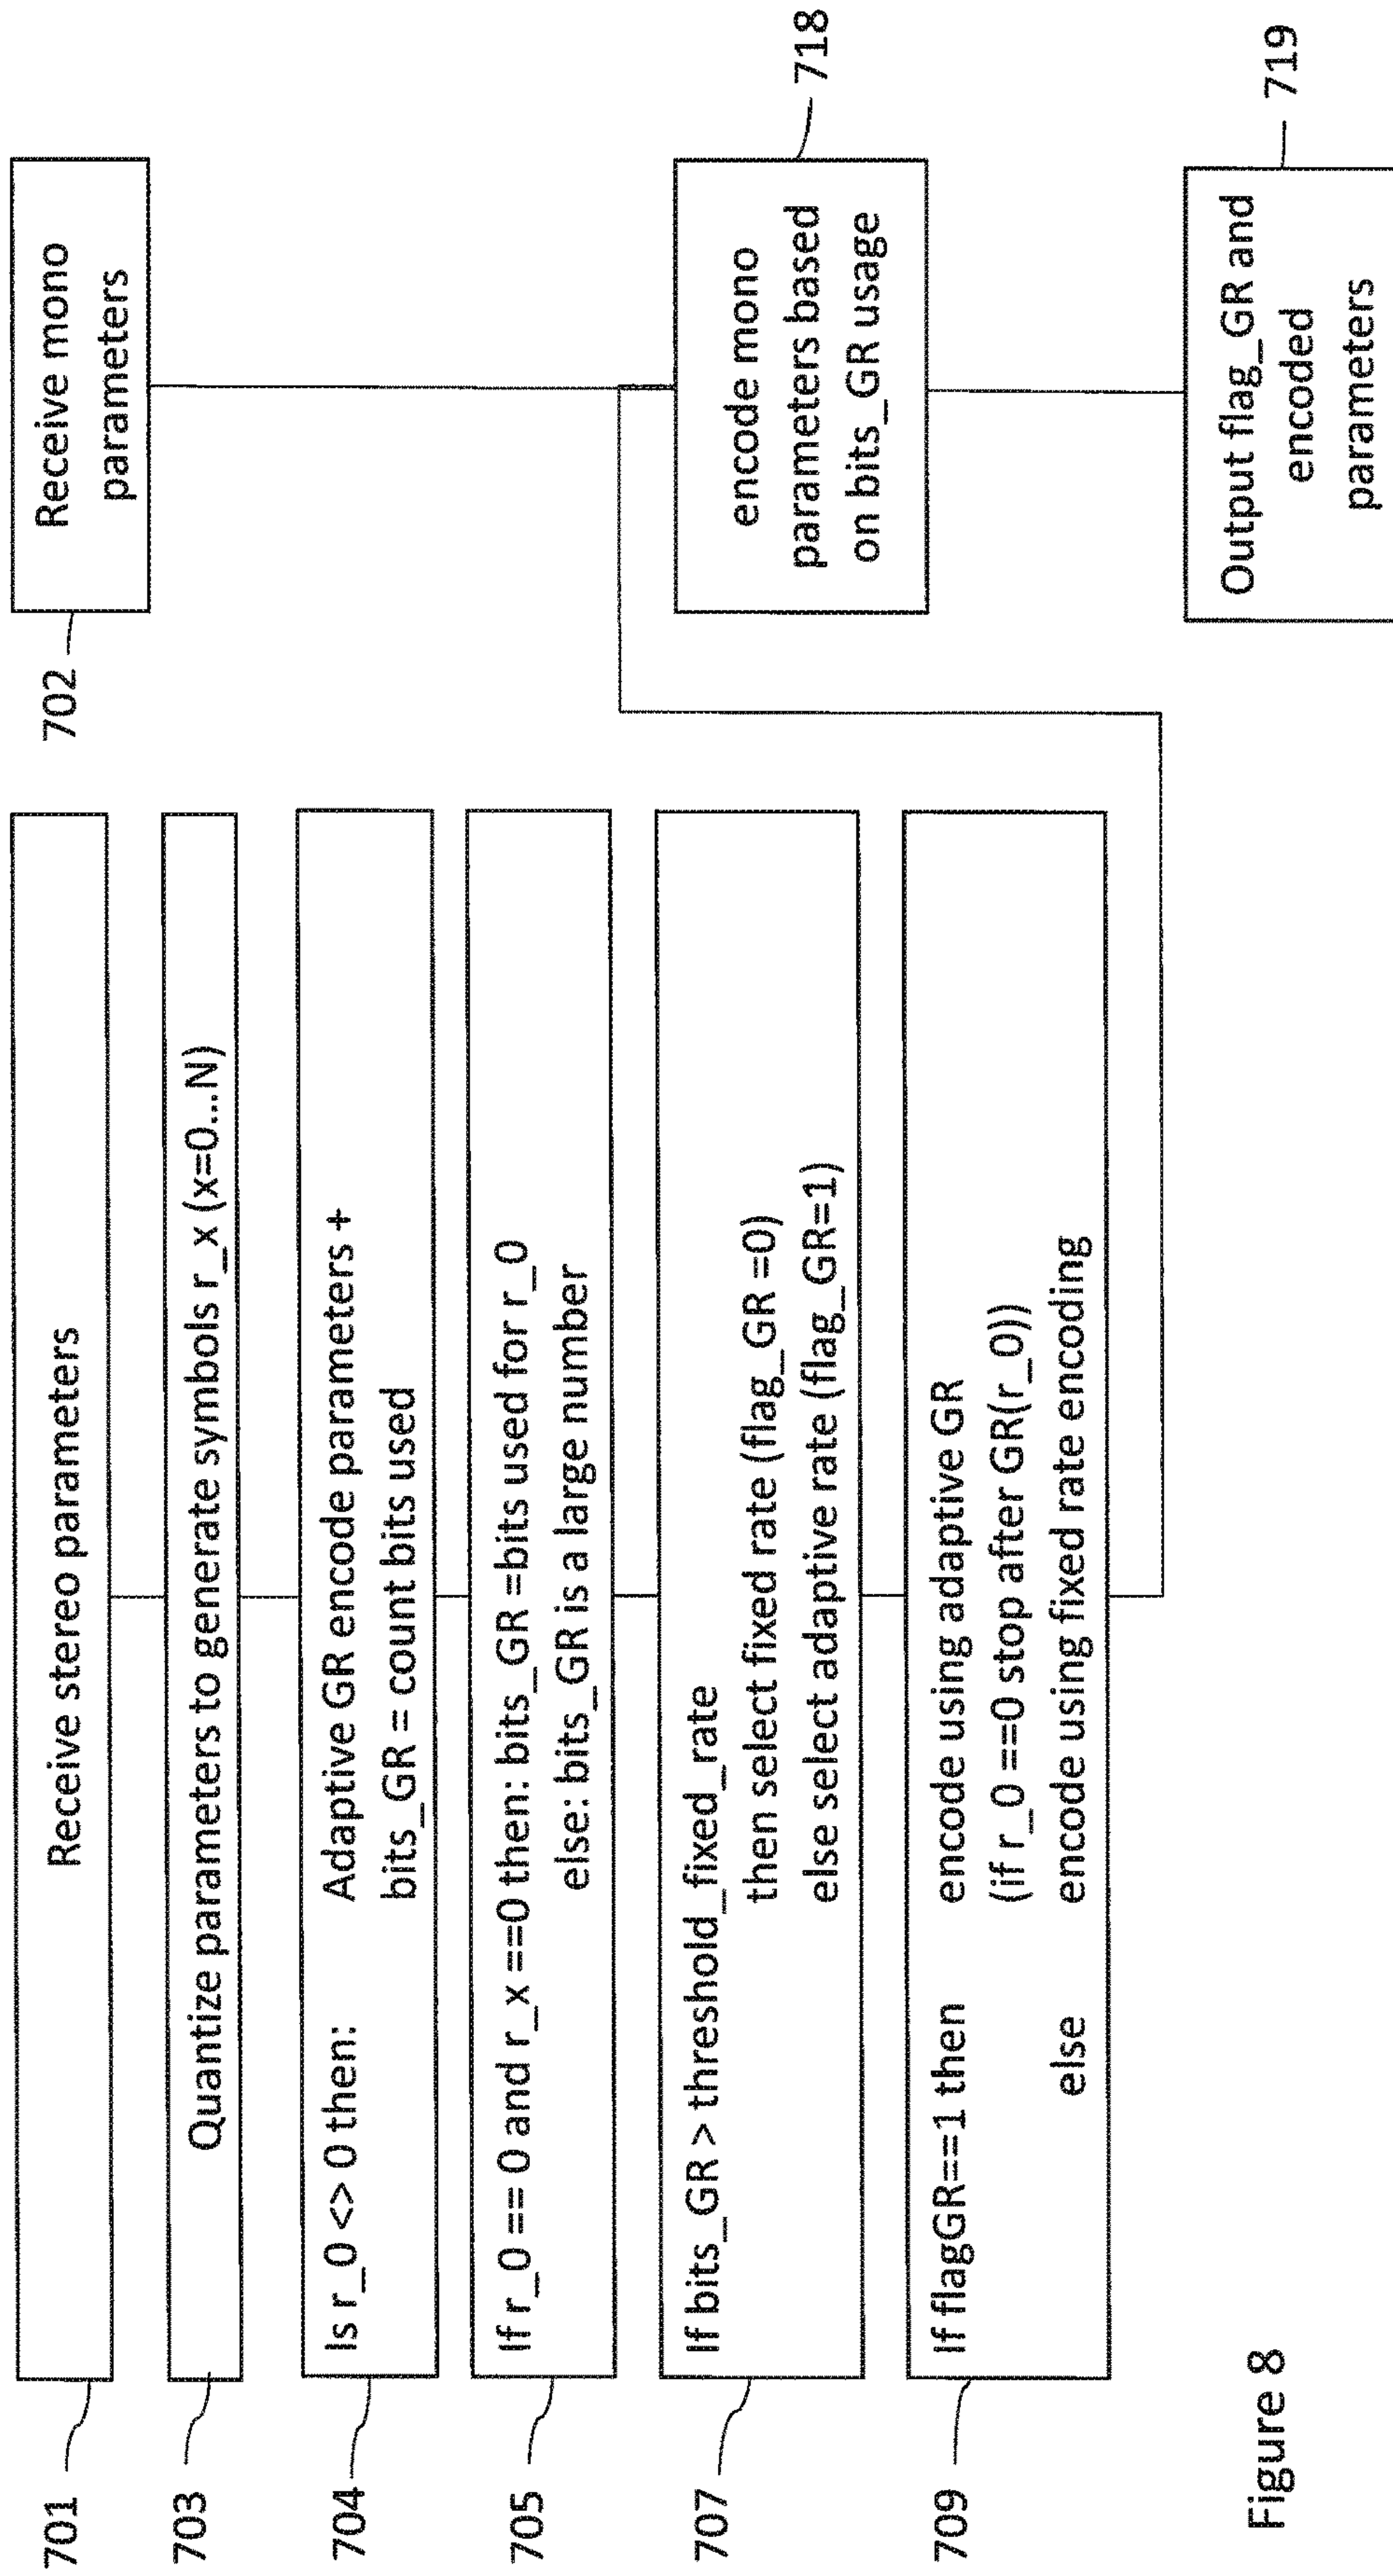 701
Receive stereo parameters
703
Quantize parameters to generate symbols r_x (x=0...N)
704
Is r_0 <> 0 then: Adaptive GR encode parameters +
bits_GR = count bits used
705
If r_0 == 0 and r_x ==0 then: bits_GR =bits used for r_0
else: bits_GR is a large number
707
If bits_GR > threshold_fixed_rate
then select fixed rate (flag_GR =0)
else select adaptive rate (flag_GR=1)
709
If flagGR==1 then encode using adaptive GR
(if r_0 ==0 stop after GR(r_0))
else encode using fixed rate encoding
702
Receive mono
parameters
718
encode mono
parameters based
on bits_GR usage
719
Output flag_GR and
encoded
parameters
Figure 8